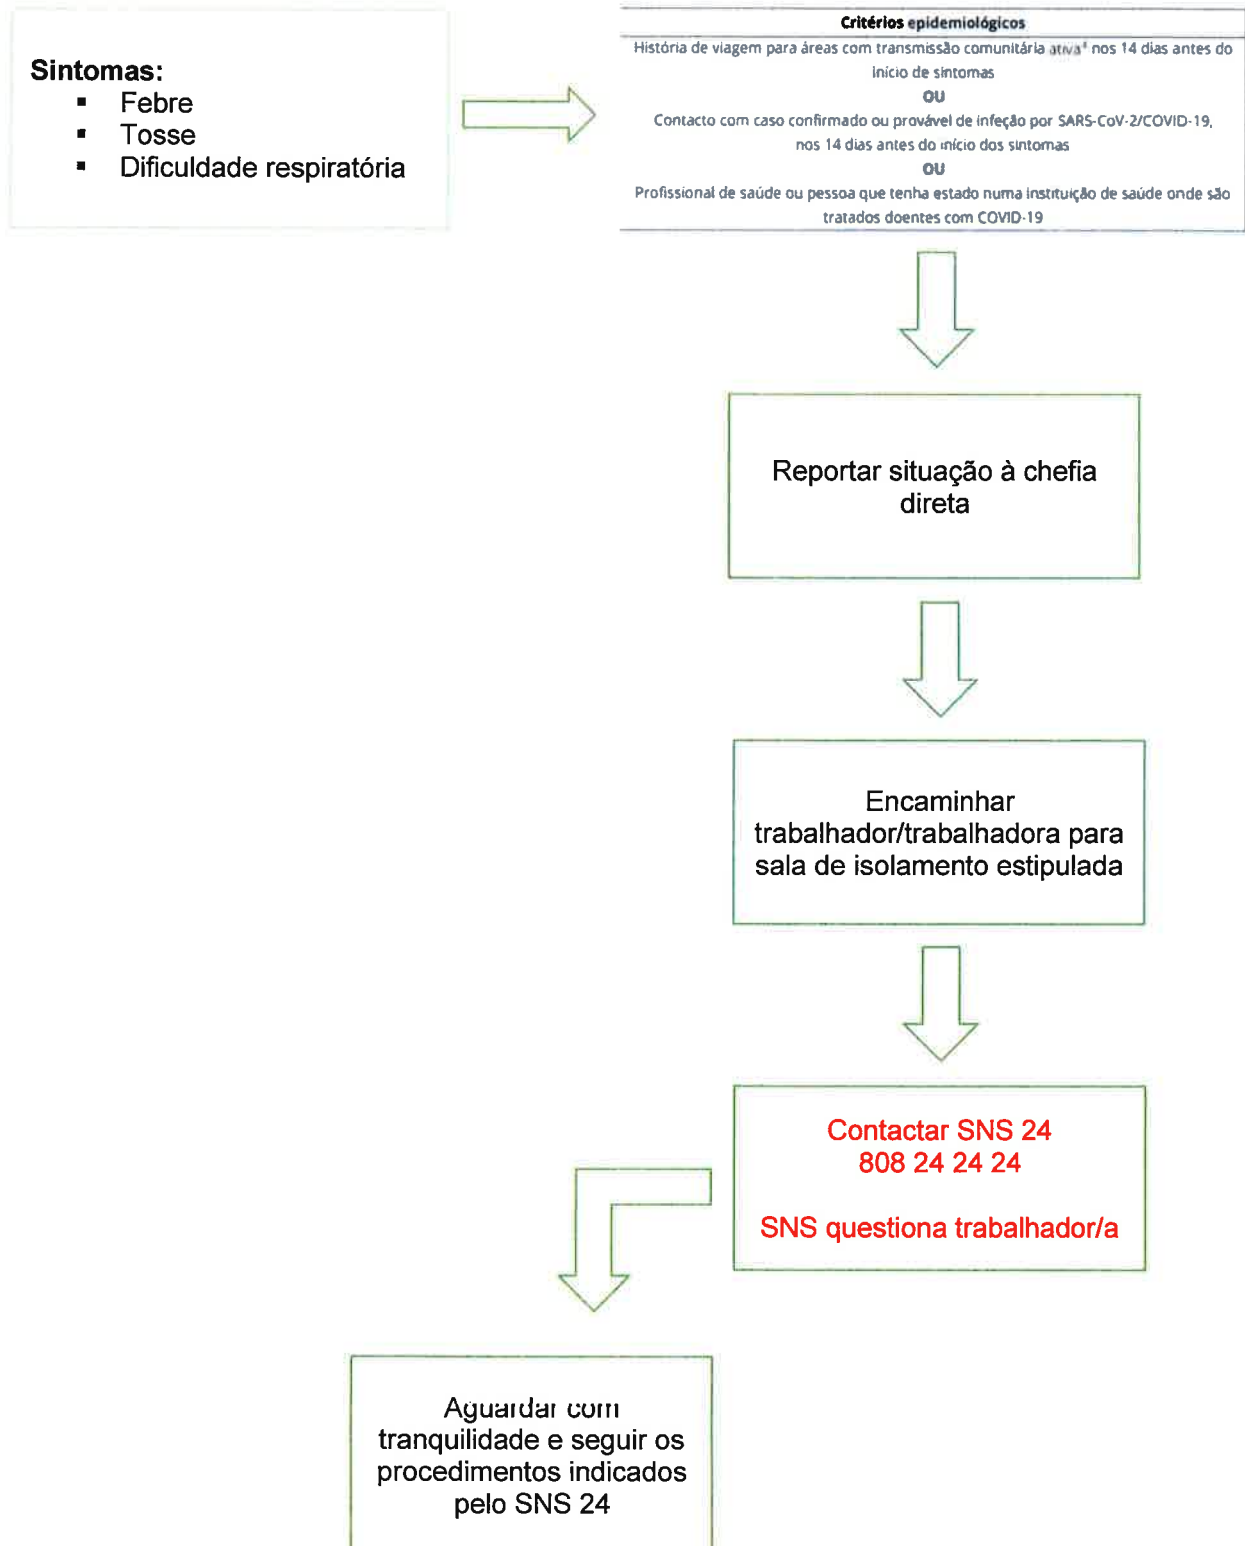 Sintomas:
▪ Febre
▪ Tosse
▪ Dificuldade respiratória
Critérios epidemiológicos
História de viagem para áreas com transmissão comunitária ativa⁴ nos 14 dias antes do
início de sintomas
OU
Contacto com caso confirmado ou provável de infeção por SARS-CoV-2/COVID-19,
nos 14 dias antes do início dos sintomas
OU
Profissional de saúde ou pessoa que tenha estado numa instituição de saúde onde são
tratados doentes com COVID-19
Reportar situação à chefia
direta
Encaminhar
trabalhador/trabalhadora para
sala de isolamento estipulada
Contactar SNS 24
808 24 24 24
SNS questiona trabalhador/a
Aguardar com
tranquilidade e seguir os
procedimentos indicados
pelo SNS 24